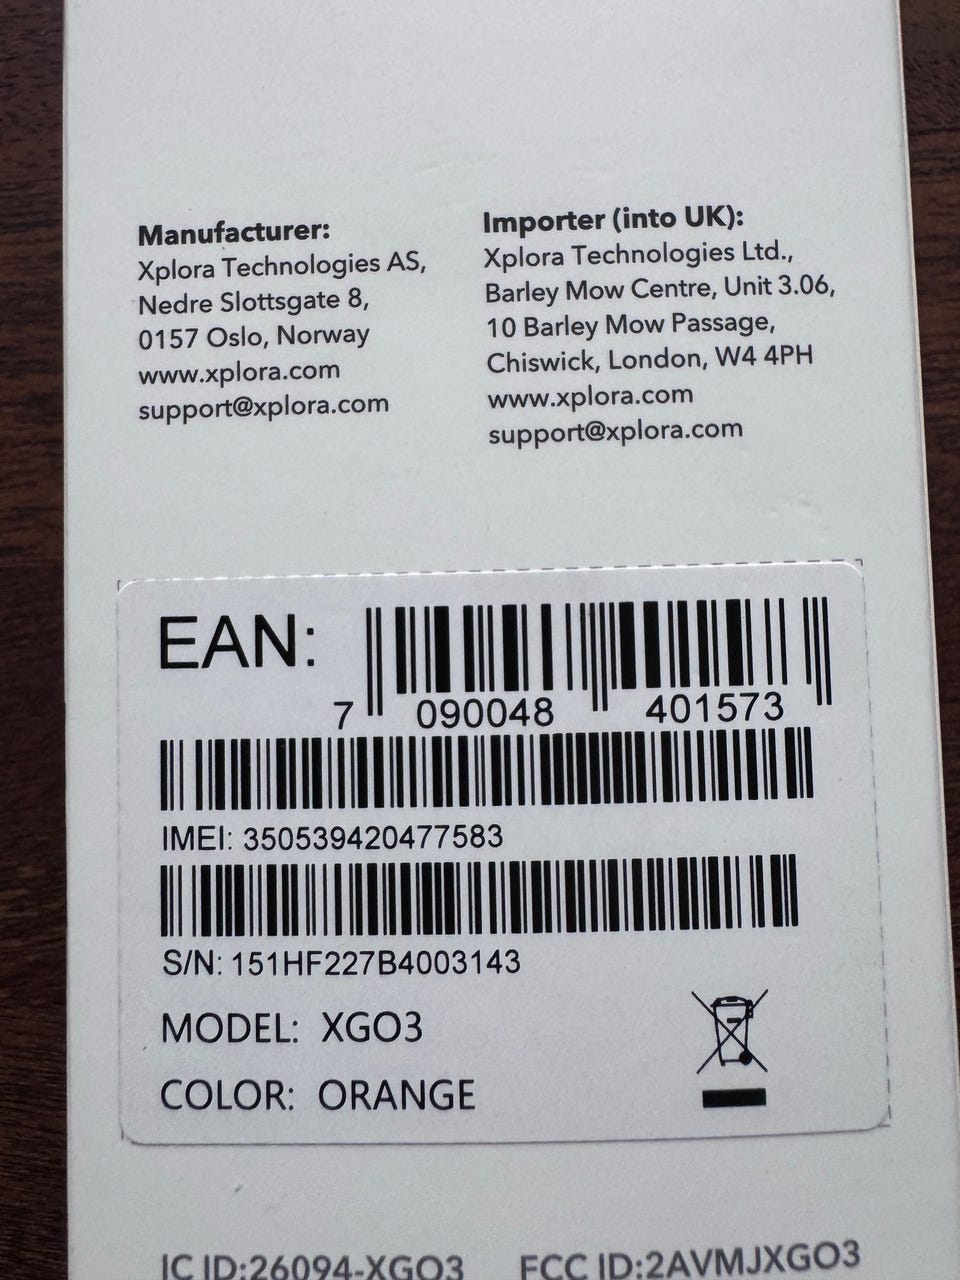 Manufacturer:
Xplora Technologies AS,
Nedre Slottsgate 8,
0157 Oslo, Norway
www.xplora.com
support@xplora.com
Importer (into UK):
Xplora Technologies Ltd.,
Barley Mow Centre, Unit 3.06,
10 Barley Mow Passage,
Chiswick, London, W4 4PH
www.xplora.com
support@xplora.com
EAN:
7 090048 401573
IMEI: 350539420477583
S/N: 151HF227B4003143
MODEL: XGO3
COLOR: ORANGE
IC ID:26094-XGO3 FCC ID:2AVMJXGO3